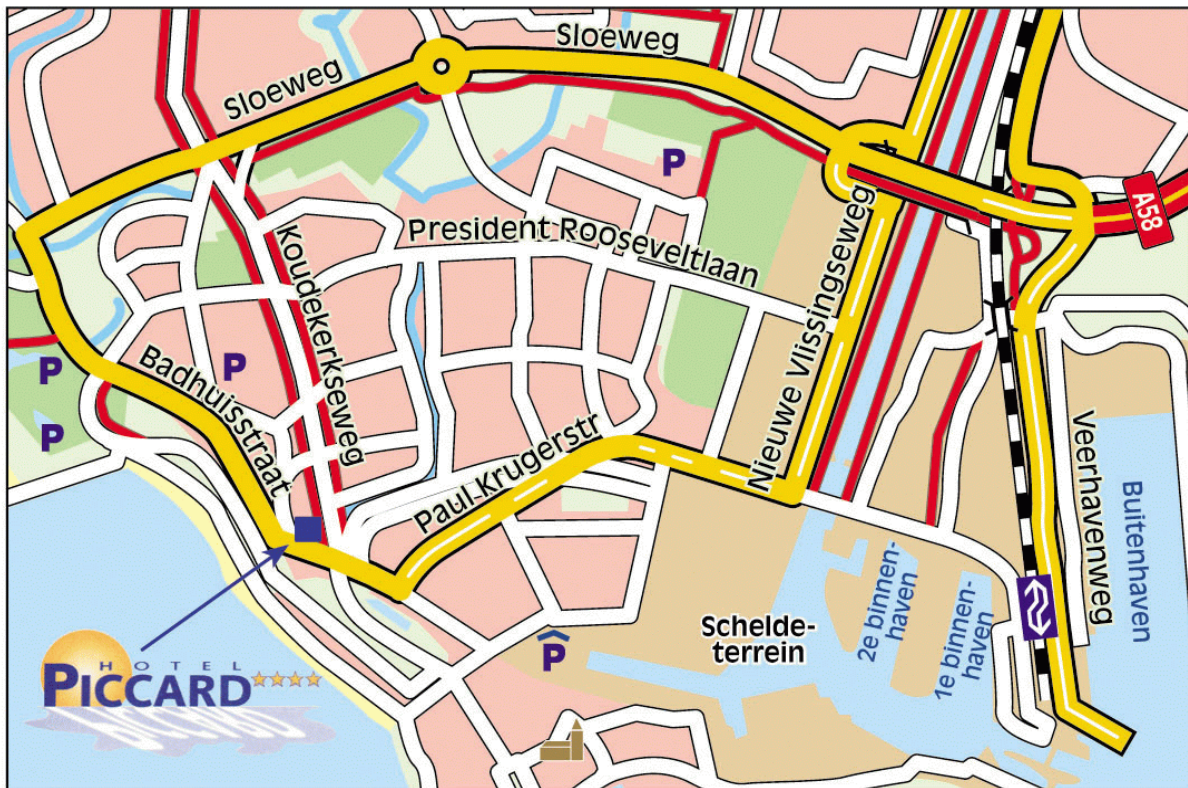 Sloeweg
Sloeweg
A58
P
President Rooseveltlaan
Koudekerkseweg
Nieuwe Vlissingseweg
P
P
P
Badhuisstraat
Paul-Krugerstr
Veerhavenweg
Buitenhaven
2e binnen-
haven
1e binnen-
haven
Schelde-
terrein
P
HOTEL
PICCARD